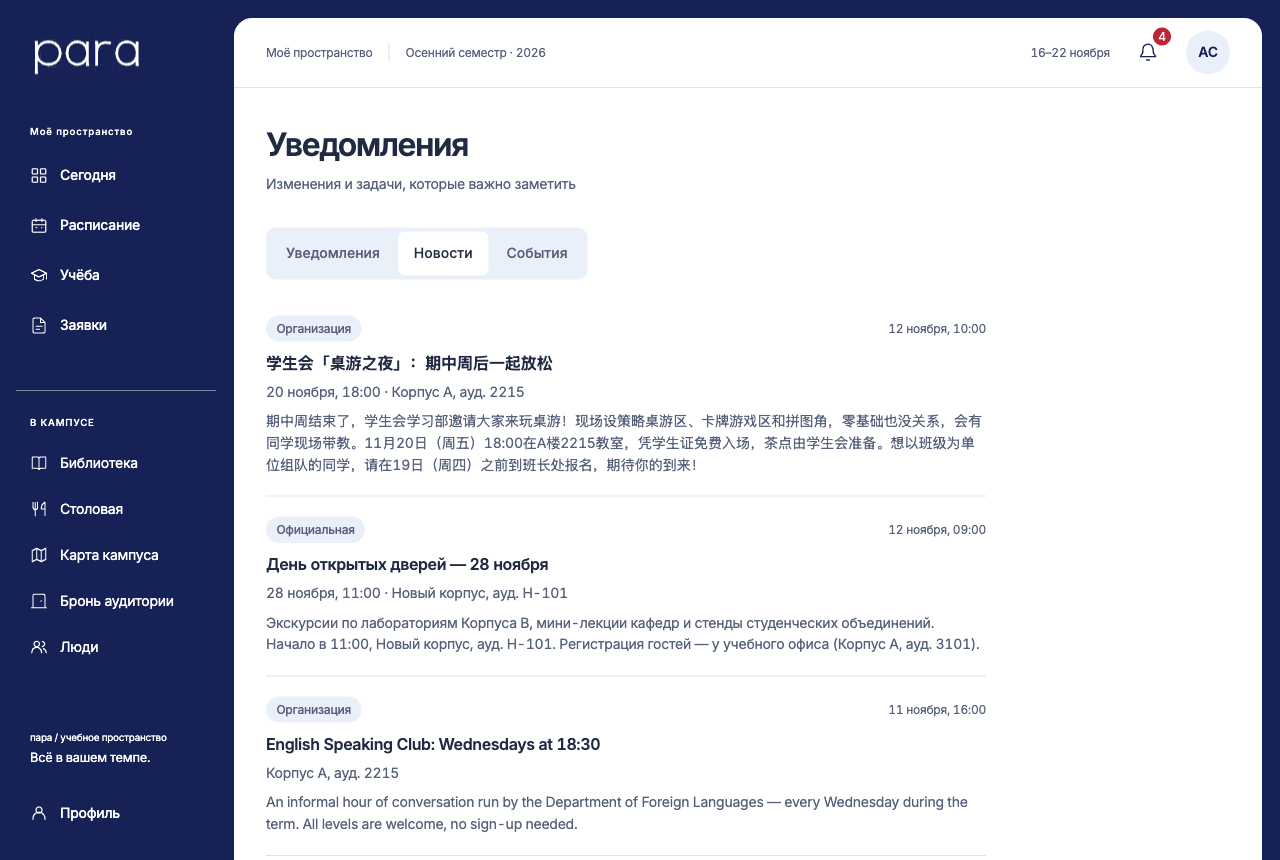 para
Моё пространство
Сегодня
Расписание
Учёба
Заявки
В КАМПУСЕ
Библиотека
Столовая
Карта кампуса
Бронь аудитории
Люди
пара / учебное пространство
Всё в вашем темпе.
Профиль
Моё пространство
Осенний семестр · 2026
16–22 ноября
4
АС
Уведомления
Изменения и задачи, которые важно заметить
Уведомления
Новости
События
Организация
12 ноября, 10:00
学生会「桌游之夜」：期中周后一起放松
20 ноября, 18:00 · Корпус А, ауд. 2215
期中周结束了，学生会学习部邀请大家来玩桌游！现场设策略桌游区、卡牌游戏区和拼图角，零基础也没关系，会有
同学现场带教。11月20日（周五）18:00在A楼2215教室，凭学生证免费入场，茶点由学生会准备。想以班级为单
位组队的同学，请在19日（周四）之前到班长处报名，期待你的到来！
Официальная
12 ноября, 09:00
День открытых дверей — 28 ноября
28 ноября, 11:00 · Новый корпус, ауд. Н-101
Экскурсии по лабораториям Корпуса В, мини-лекции кафедр и стенды студенческих объединений.
Начало в 11:00, Новый корпус, ауд. Н-101. Регистрация гостей — у учебного офиса (Корпус А, ауд. 3101).
Организация
11 ноября, 16:00
English Speaking Club: Wednesdays at 18:30
Корпус А, ауд. 2215
An informal hour of conversation run by the Department of Foreign Languages — every Wednesday during the
term. All levels are welcome, no sign-up needed.